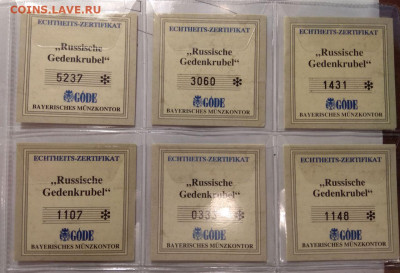 coins.lave.ru
ECHTHEITS-ZERTIFIKAT
„Russische
Gedenkrubel"
5237 ✻
GÖDE
BAYERISCHES MÜNZKONTOR
ECHTHEITS-ZERTIFIKAT
„Russische
Gedenkrubel"
3060 ✻
GÖDE
BAYERISCHES MÜNZKONTOR
ECHTHEITS-ZERTIFIKAT
„Russische
Gedenkrubel"
1431 ✻
GÖDE
BAYERISCHES MÜNZKONTOR
ECHTHEITS-ZERTIFIKAT
„Russische
Gedenkrubel"
1107 ✻
GÖDE
BAYERISCHES MÜNZKONTOR
ECHTHEITS-ZERTIFIKAT
„Russische
Gedenkrubel"
✻
GÖDE
BAYERISCHES MÜNZKONTOR
ECHTHEITS-ZERTIFIKAT
„Russische
Gedenkrubel"
1148 ✻
GÖDE
BAYERISCHES MÜNZKONTOR